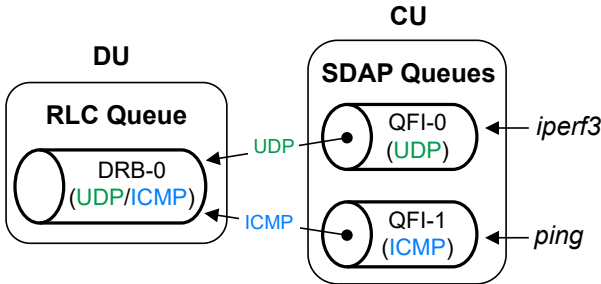 CU
DU
SDAP Queues
RLC Queue
QFI-0
(UDP)
iperf3
UDP
DRB-0
(UDP/ICMP)
ICMP
QFI-1
(ICMP)
ping